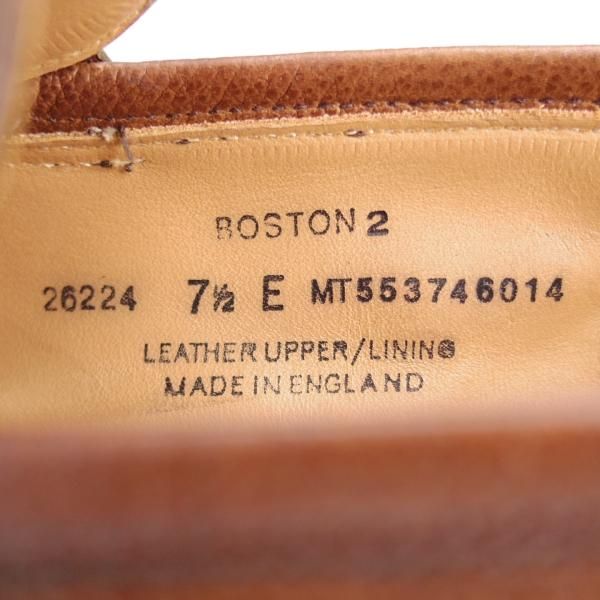 BOSTON 2
26224 7½ E MT553746014
LEATHER UPPER/LINING
MADE IN ENGLAND